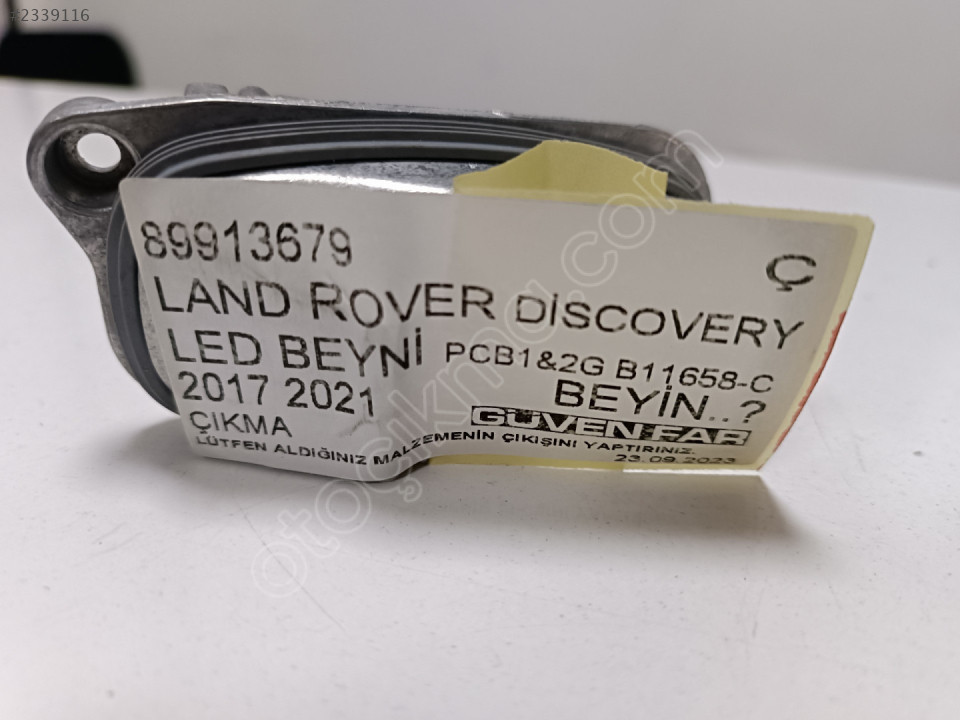 #2339116
89913679
Ç
LAND ROVER DİSCOVERY
LED BEYNİ PCB1&2G B11658-C
2017 2021 BEYİN..?
ÇIKMA GÜVEN FAR
LÜTFEN ALDIĞINIZ MALZEMENİN ÇIKIŞINI YAPTIRINIZ.
23.09.2023
otoçıkma.com